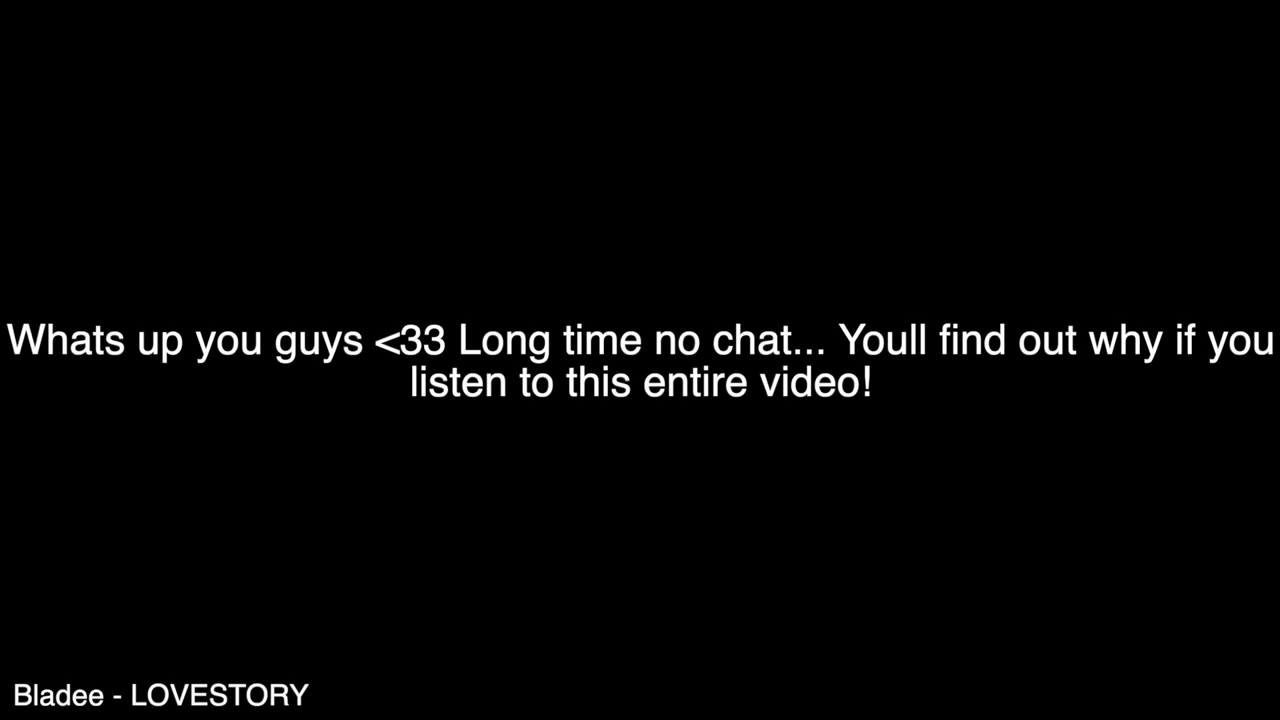 Whats up you guys <33 Long time no chat... Youll find out why if you
listen to this entire video!
Bladee - LOVESTORY